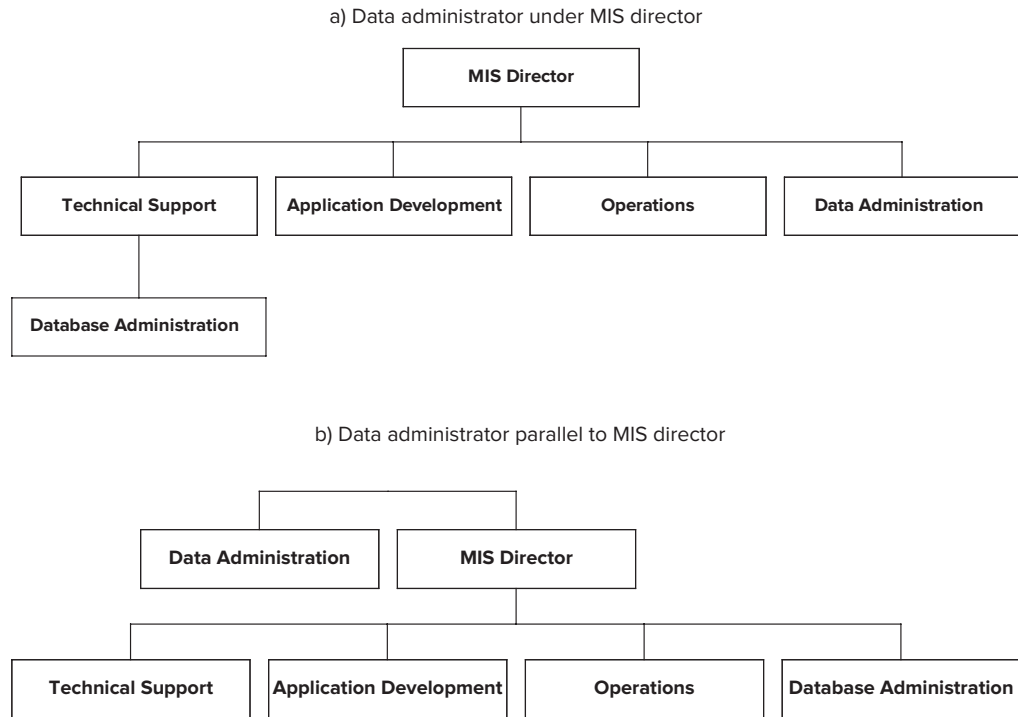 a) Data administrator under MIS director
MIS Director
Technical Support
Application Development
Operations
Data Administration
Database Administration
b) Data administrator parallel to MIS director
Data Administration
MIS Director
Technical Support
Application Development
Operations
Database Administration